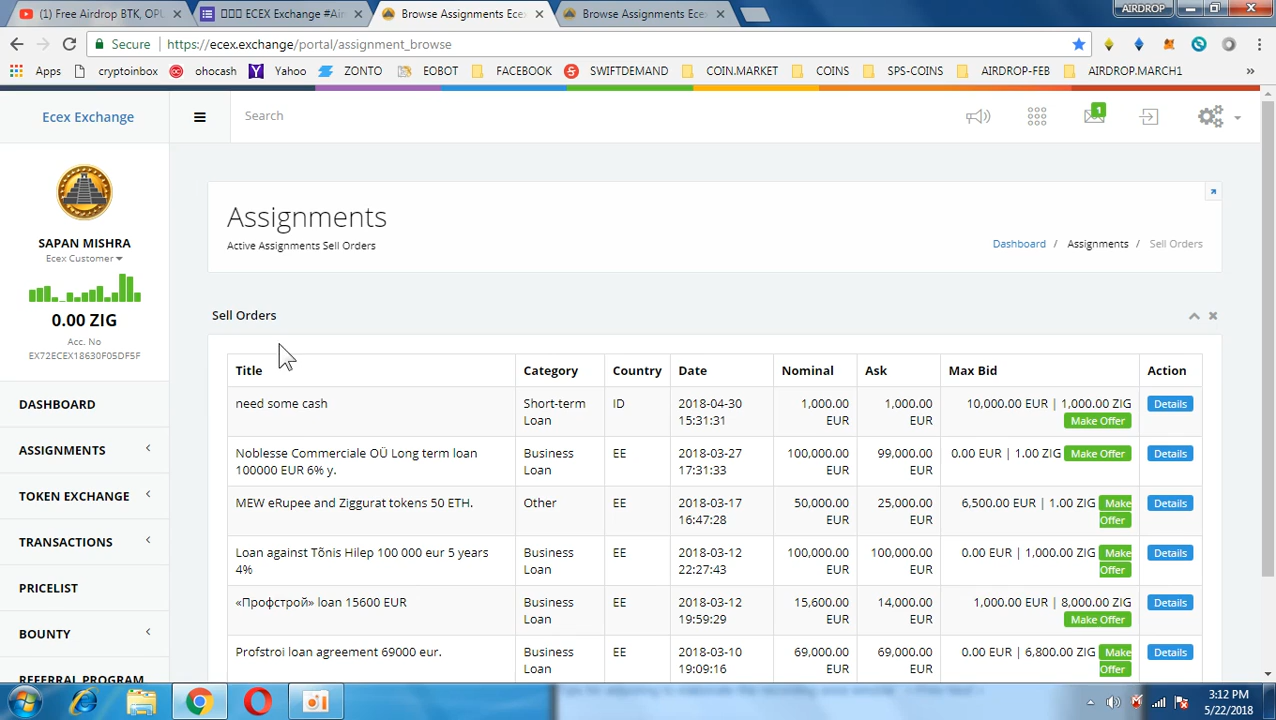 (1) Free Airdrop BTK, OPU
ECEX Exchange #Air
Browse Assignments Ecex
Browse Assignments Ece
AIRDROP
Secure
https://ecex.exchange/portal/assignment_browse
Apps
cryptoinbox
ohocash
Yahoo
ZONTO
EOBOT
FACEBOOK
SWIFTDEMAND
COIN.MARKET
COINS
SPS-COINS
AIRDROP-FEB
AIRDROP.MARCH1
»
Ecex Exchange
Search
1
SAPAN MISHRA
Ecex Customer
0.00 ZIG
Acc. No
EX72ECEX18630F05DF5F
DASHBOARD
ASSIGNMENTS
TOKEN EXCHANGE
TRANSACTIONS
PRICELIST
BOUNTY
REFERRAL PROGRAM
Assignments
Active Assignments Sell Orders
Dashboard / Assignments / Sell Orders
Sell Orders
Title Category Country Date Nominal Ask Max Bid Action
need some cash Short-term ID 2018-04-30 1,000.00 1,000.00 10,000.00 EUR | 1,000.00 ZIG Details
Loan 15:31:31 EUR EUR Make Offer
Noblesse Commerciale OÜ Long term loan Business EE 2018-03-27 100,000.00 99,000.00 0.00 EUR | 1.00 ZIG Make Offer Details
100000 EUR 6% y. Loan 17:31:33 EUR EUR
MEW eRupee and Ziggurat tokens 50 ETH. Other EE 2018-03-17 50,000.00 25,000.00 6,500.00 EUR | 1.00 ZIG Make Details
16:47:28 EUR EUR Offer
Loan against Tõnis Hilep 100 000 eur 5 years Business EE 2018-03-12 100,000.00 100,000.00 0.00 EUR | 1,000.00 ZIG Make Details
4% Loan 22:27:43 EUR EUR Offer
«Профстрой» loan 15600 EUR Business EE 2018-03-12 15,600.00 14,000.00 1,000.00 EUR | 8,000.00 ZIG Details
Loan 19:59:29 EUR EUR Make Offer
Profstroi loan agreement 69000 eur. Business EE 2018-03-10 69,000.00 69,000.00 0.00 EUR | 6,800.00 ZIG Make Details
Loan 19:09:16 EUR EUR Offer
3:12 PM
5/22/2018